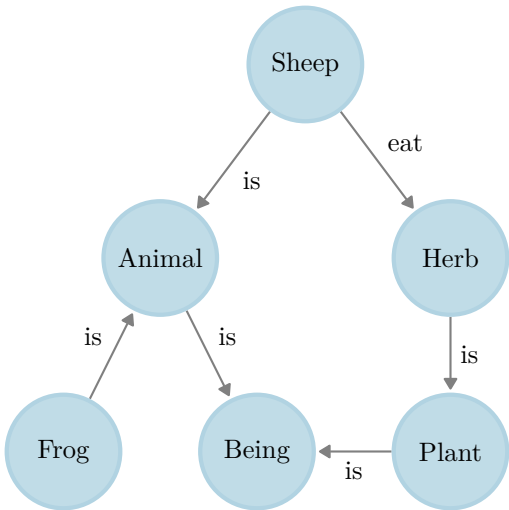 Sheep
eat
is
Animal
Herb
is
is
is
Frog
Being
Plant
is